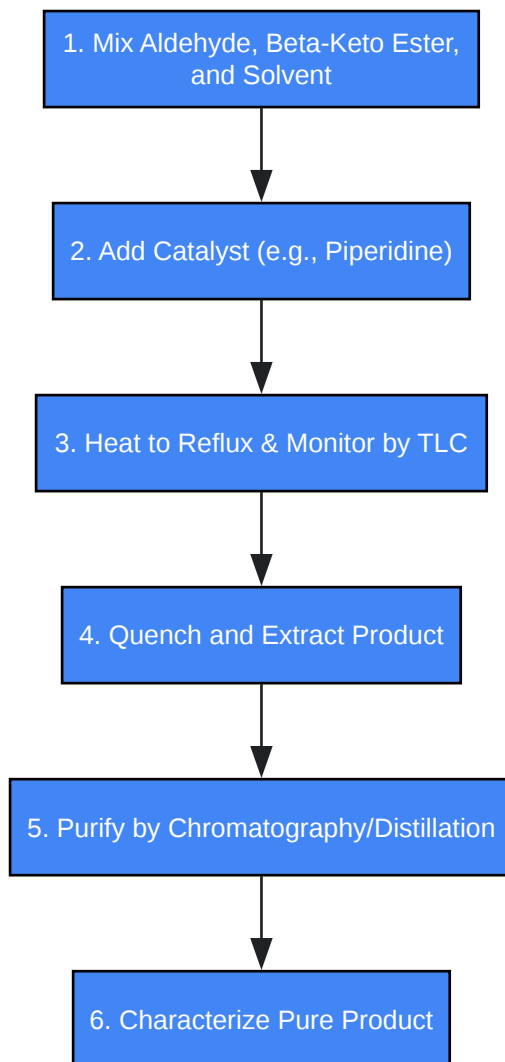 1. Mix Aldehyde, Beta-Keto Ester,
and Solvent
2. Add Catalyst (e.g., Piperidine)
3. Heat to Reflux & Monitor by TLC
4. Quench and Extract Product
5. Purify by Chromatography/Distillation
6. Characterize Pure Product